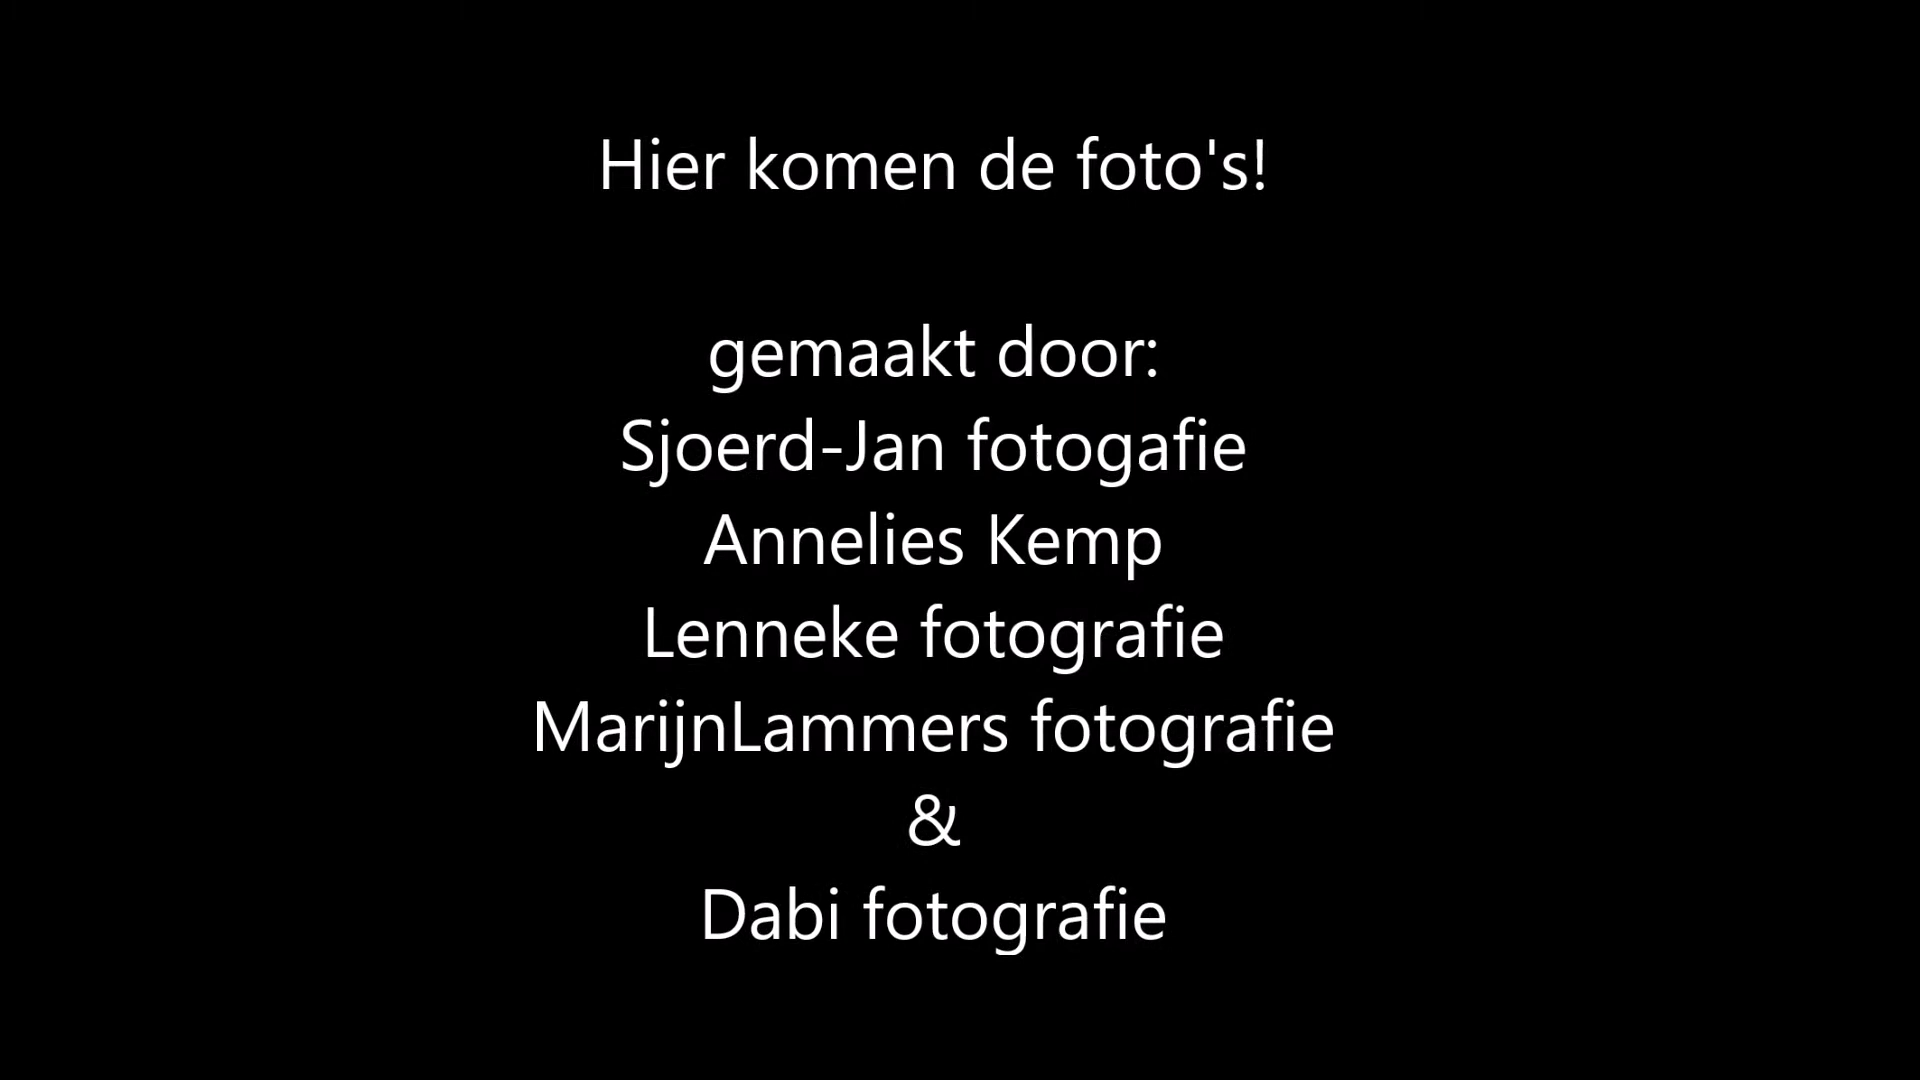 Hier komen de foto's!
gemaakt door:
Sjoerd-Jan fotogafie
Annelies Kemp
Lenneke fotografie
MarijnLammers fotografie
&
Dabi fotografie